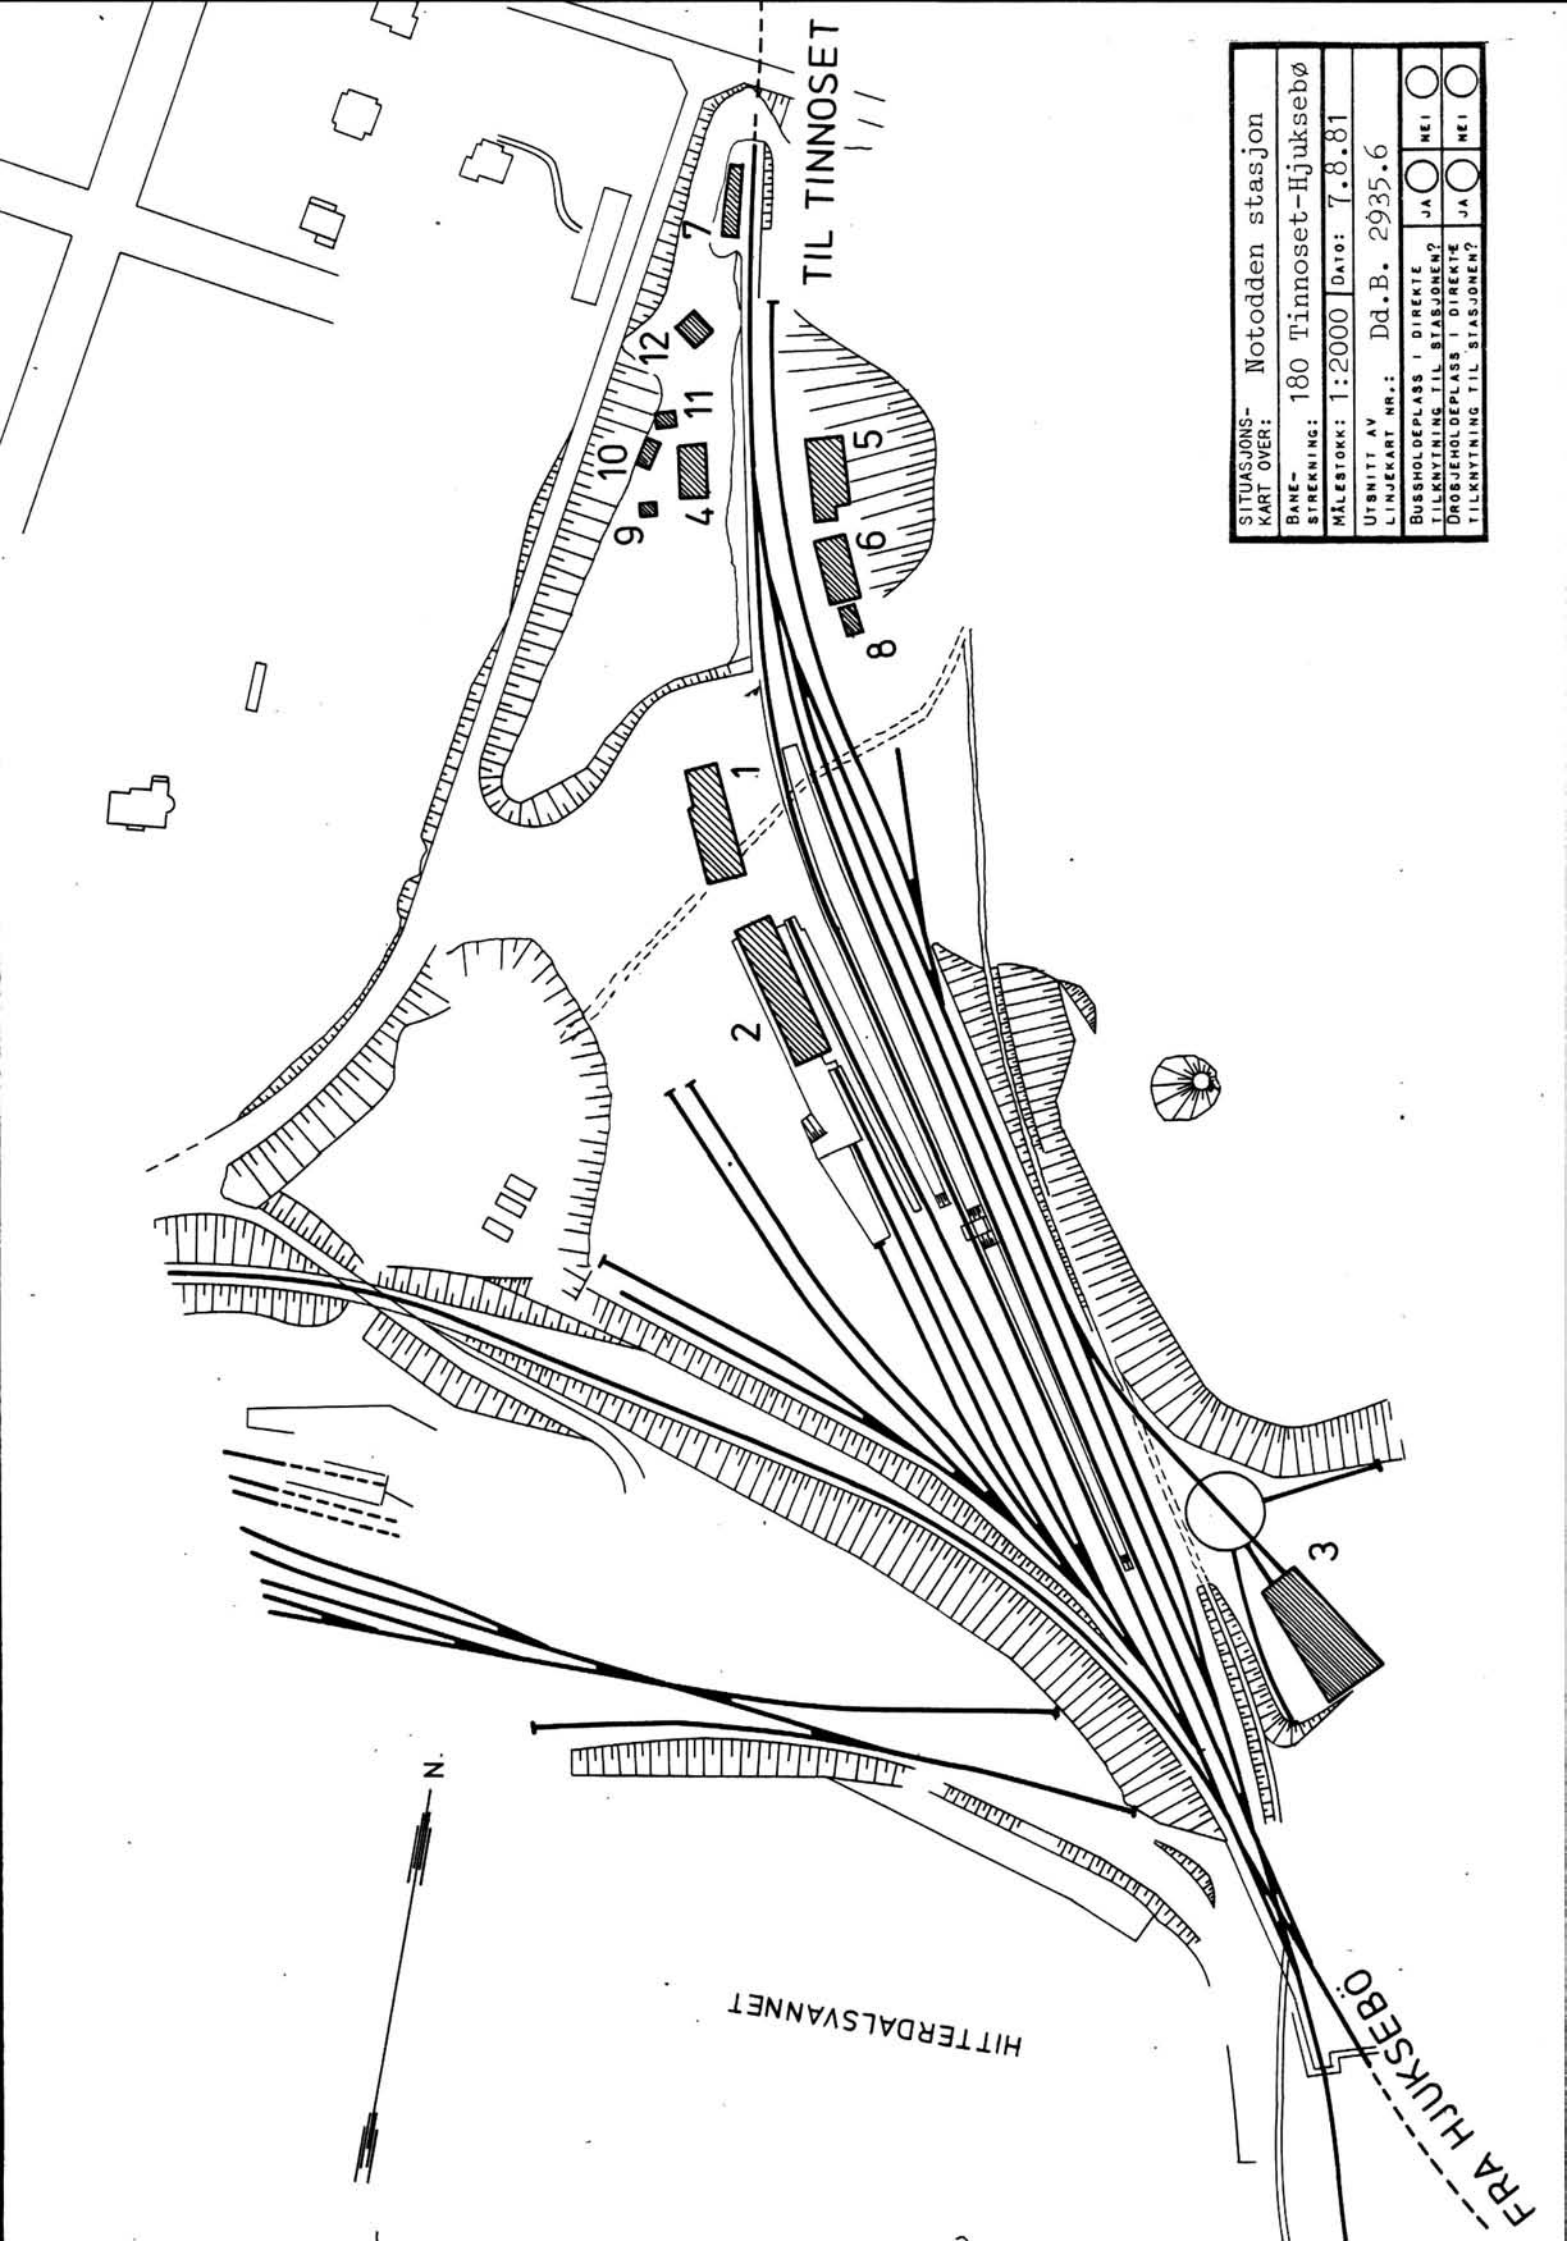 TIL TINNOSET
7
12
11
10
9
4
5
6
8
1
2
3
N
HITTERDALSVANNET
FRA HJUKSEBÖ
SITUASJONS-
KART OVER: Notodden stasjon
BANE-
STREKNING: 180 Tinnoset-Hjuksebø
MÅLESTOKK: 1:2000 DATO: 7.8.81
UTSNITT AV
LINJEKART NR.: Dd.B. 2935.6
BUSSHOLDEPLASS I DIREKTE
TILKNYTNING TIL STASJONEN? JA NEI
DROSJEHOLDEPLASS I DIREKTE
TILKNYTNING TIL STASJONEN? JA NEI